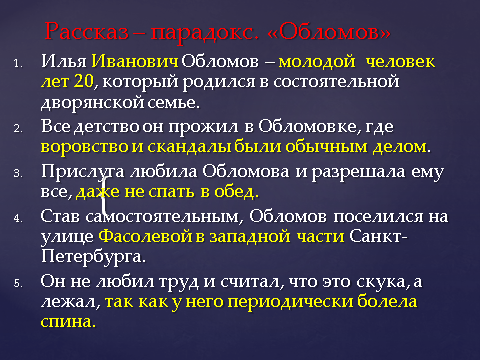 Рассказ – парадокс. «Обломов»
1. Илья Иванович Обломов – молодой человек
лет 20, который родился в состоятельной
дворянской семье.
2. Все детство он прожил в Обломовке, где
воровство и скандалы были обычным делом.
3. Прислуга любила Обломова и разрешала ему
все, даже не спать в обед.
4. Став самостоятельным, Обломов поселился на
улице Фасолевой в западной части Санкт-
Петербурга.
5. Он не любил труд и считал, что это скука, а
лежал, так как у него периодически болела
спина.